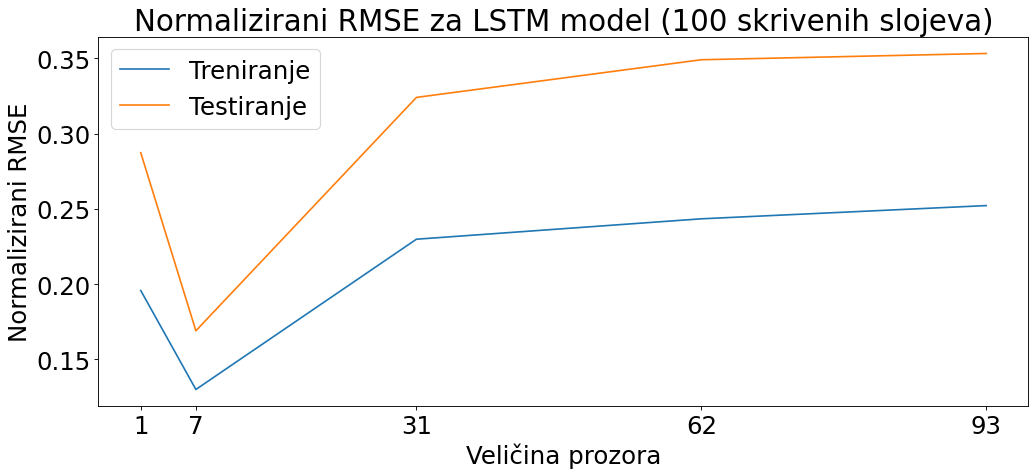 Normalizirani RMSE za LSTM model (100 skrivenih slojeva)
Treniranje
Testiranje
Normalizirani RMSE
0.35
0.30
0.25
0.20
0.15
1 7 31 62 93
Veličina prozora